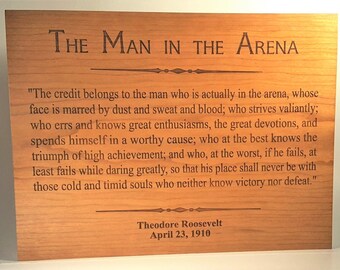 THE MAN IN THE ARENA
"The credit belongs to the man who is actually in the arena, whose
face is marred by dust and sweat and blood; who strives valiantly;
who errs and knows great enthusiasms, the great devotions, and
spends himself in a worthy cause; who at the best knows the
triumph of high achievement; and who, at the worst, if he fails, at
least fails while daring greatly, so that his place shall never be with
those cold and timid souls who neither know victory nor defeat."
Theodore Roosevelt
April 23, 1910